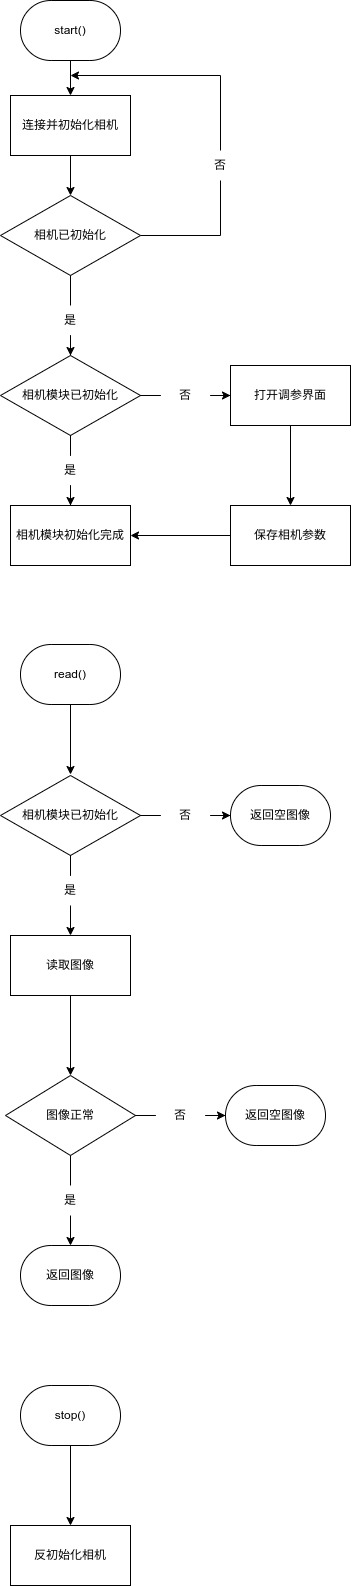 start()
连接并初始化相机
否
相机已初始化
是
相机模块已初始化
否
打开调参界面
是
相机模块初始化完成
保存相机参数
read()
相机模块已初始化
否
返回空图像
是
读取图像
图像正常
否
返回空图像
是
返回图像
stop()
反初始化相机